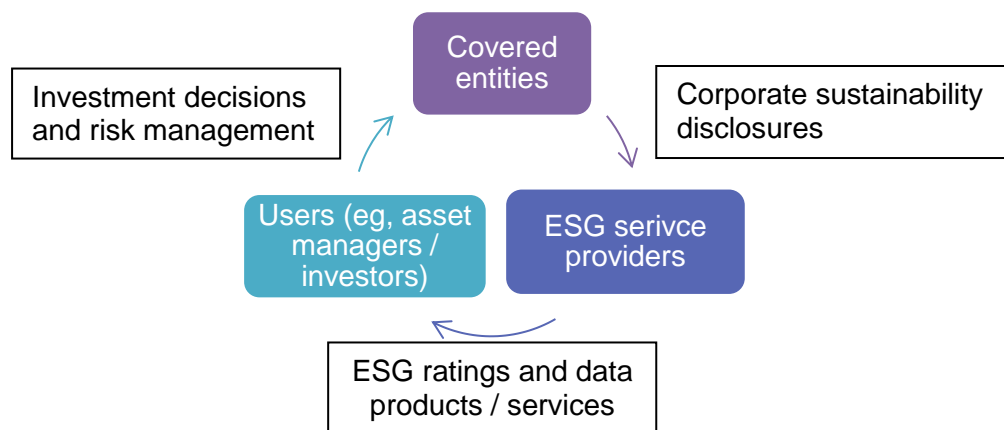 Covered
entities
Investment decisions
and risk management
Corporate sustainability
disclosures
Users (eg, asset
managers /
investors)
ESG serivce
providers
ESG ratings and data
products / services